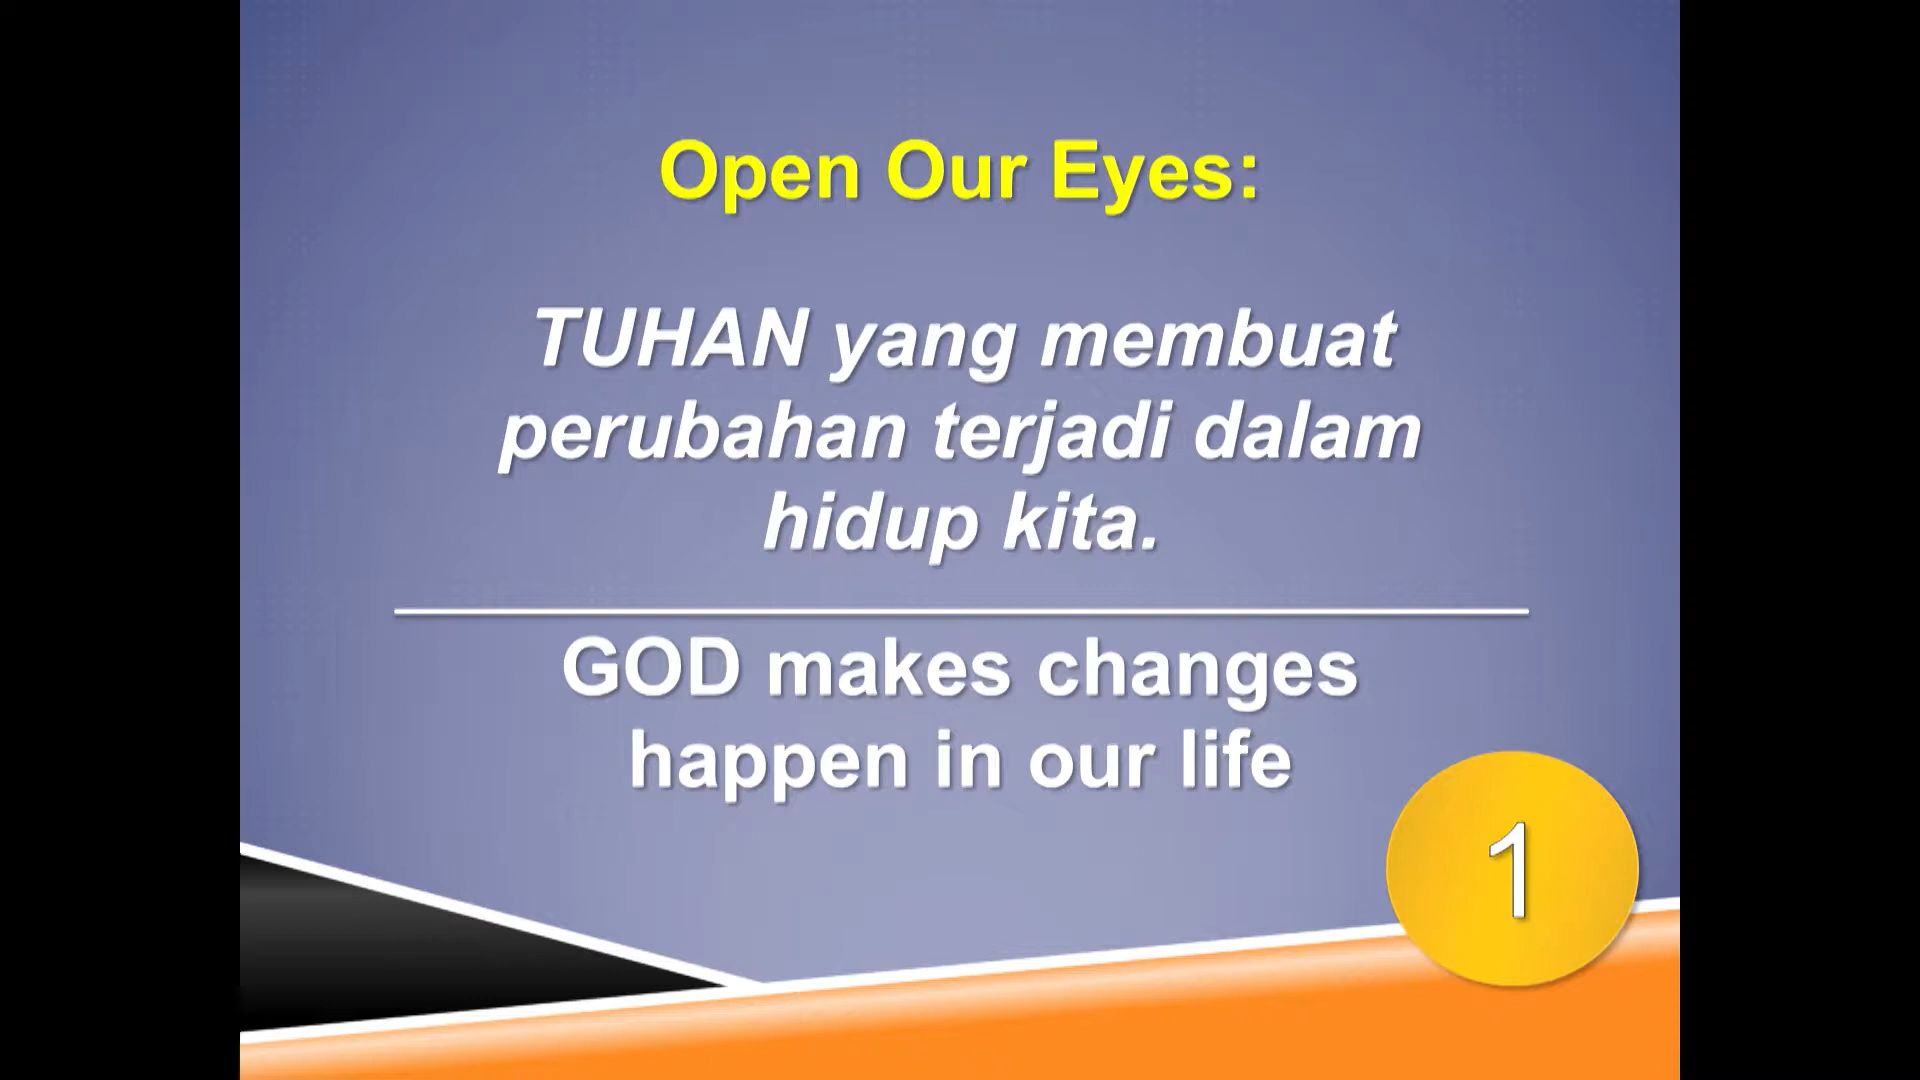 Open Our Eyes:
TUHAN yang membuat
perubahan terjadi dalam
hidup kita.
GOD makes changes
happen in our life
1